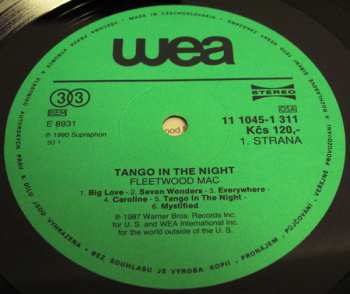 MADE IN CZECHOSLOVAKIA
wea
33
STEREO
E 8931
11 1045-1 311
℗ 1990 Supraphon
Kčs 120,-
SD 1
1. STRANA
TANGO IN THE NIGHT
FLEETWOOD MAC
1. Big Love - 2. Seven Wonders - 3. Everywhere -
4. Caroline - 5. Tango In The Night -
6. Mystified
℗ 1987 Warner Bros. Records Inc.
for U. S. and WEA International Inc.
for the world outside of the U. S.
BEZ SOUHLASU JE VÝROBA KOPIÍ - PRONÁJEM - PŮJČOVÁNÍ -